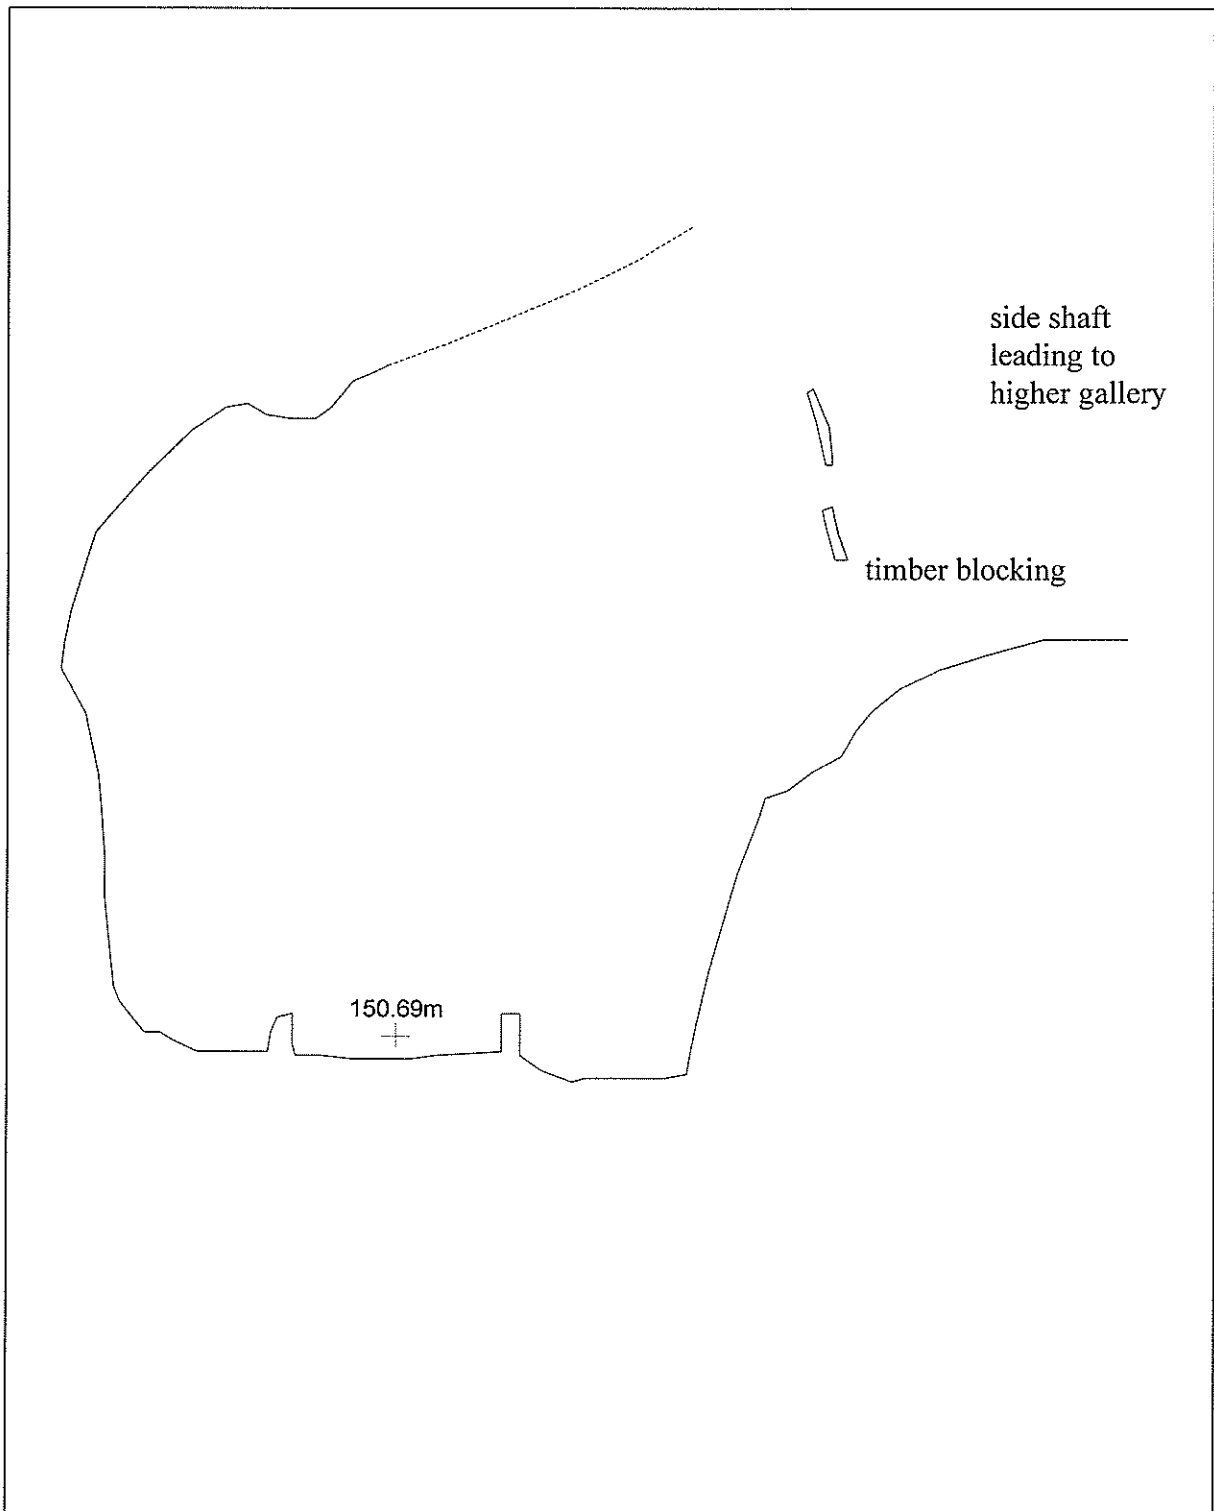 side shaft
leading to
higher gallery
timber blocking
150.69m